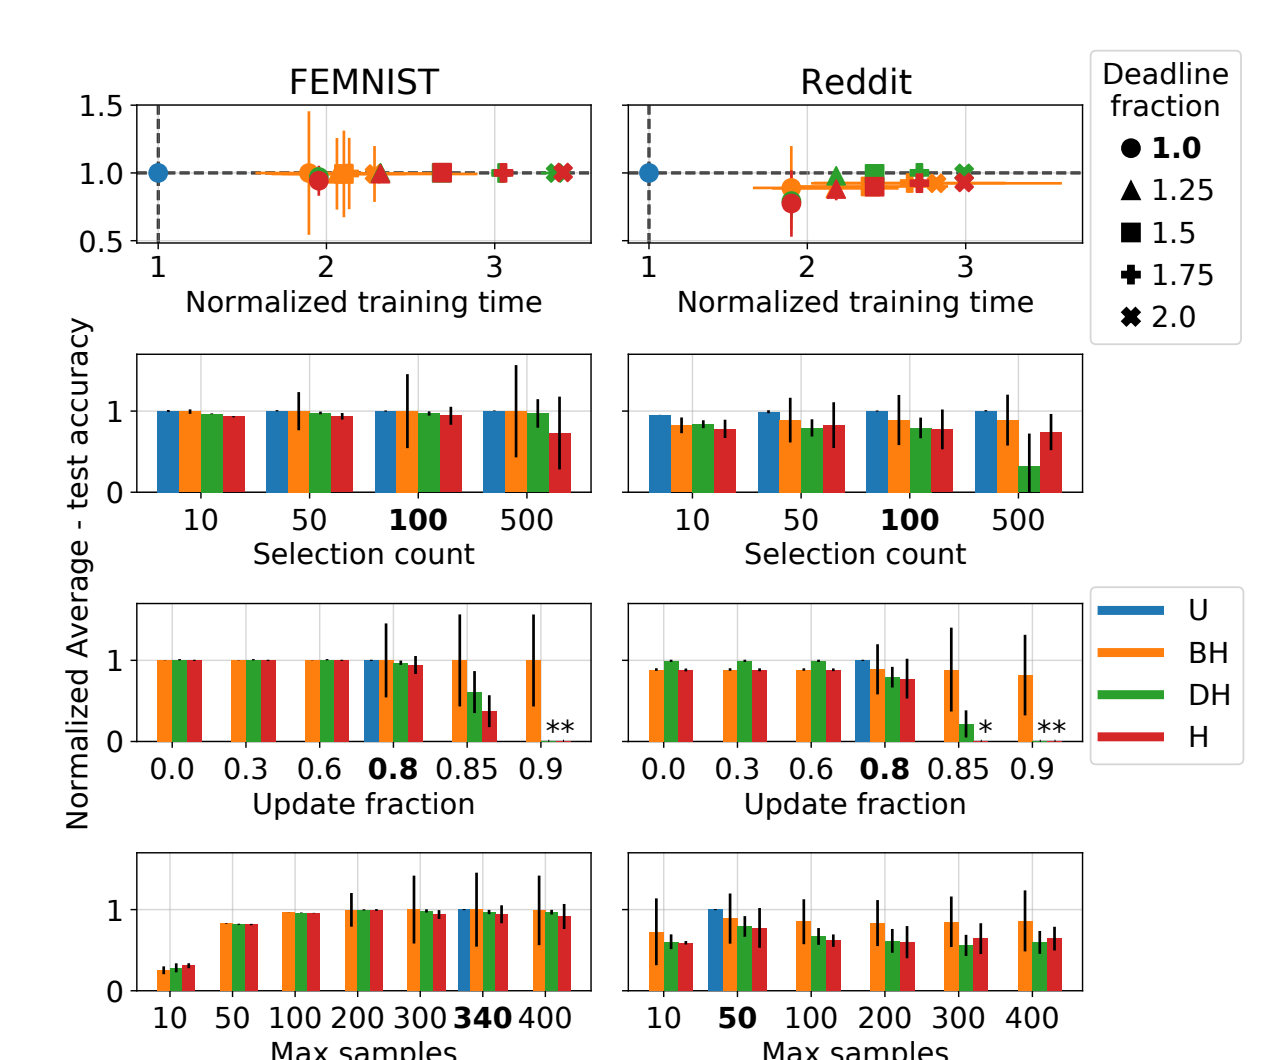 FEMNIST
Reddit
Deadline
fraction
1.0
1.25
1.5
1.75
2.0
1.5
1.0
0.5
1 2 3
Normalized training time
1 2 3
Normalized training time
Normalized Average - test accuracy
1
0
10 50 100 500
Selection count
10 50 100 500
Selection count
1
0
**
* **
0.0 0.3 0.6 0.8 0.85 0.9
Update fraction
0.0 0.3 0.6 0.8 0.85 0.9
Update fraction
U
BH
DH
H
1
0
10 50 100 200 300 340 400
Max samples
10 50 100 200 300 400
Max samples